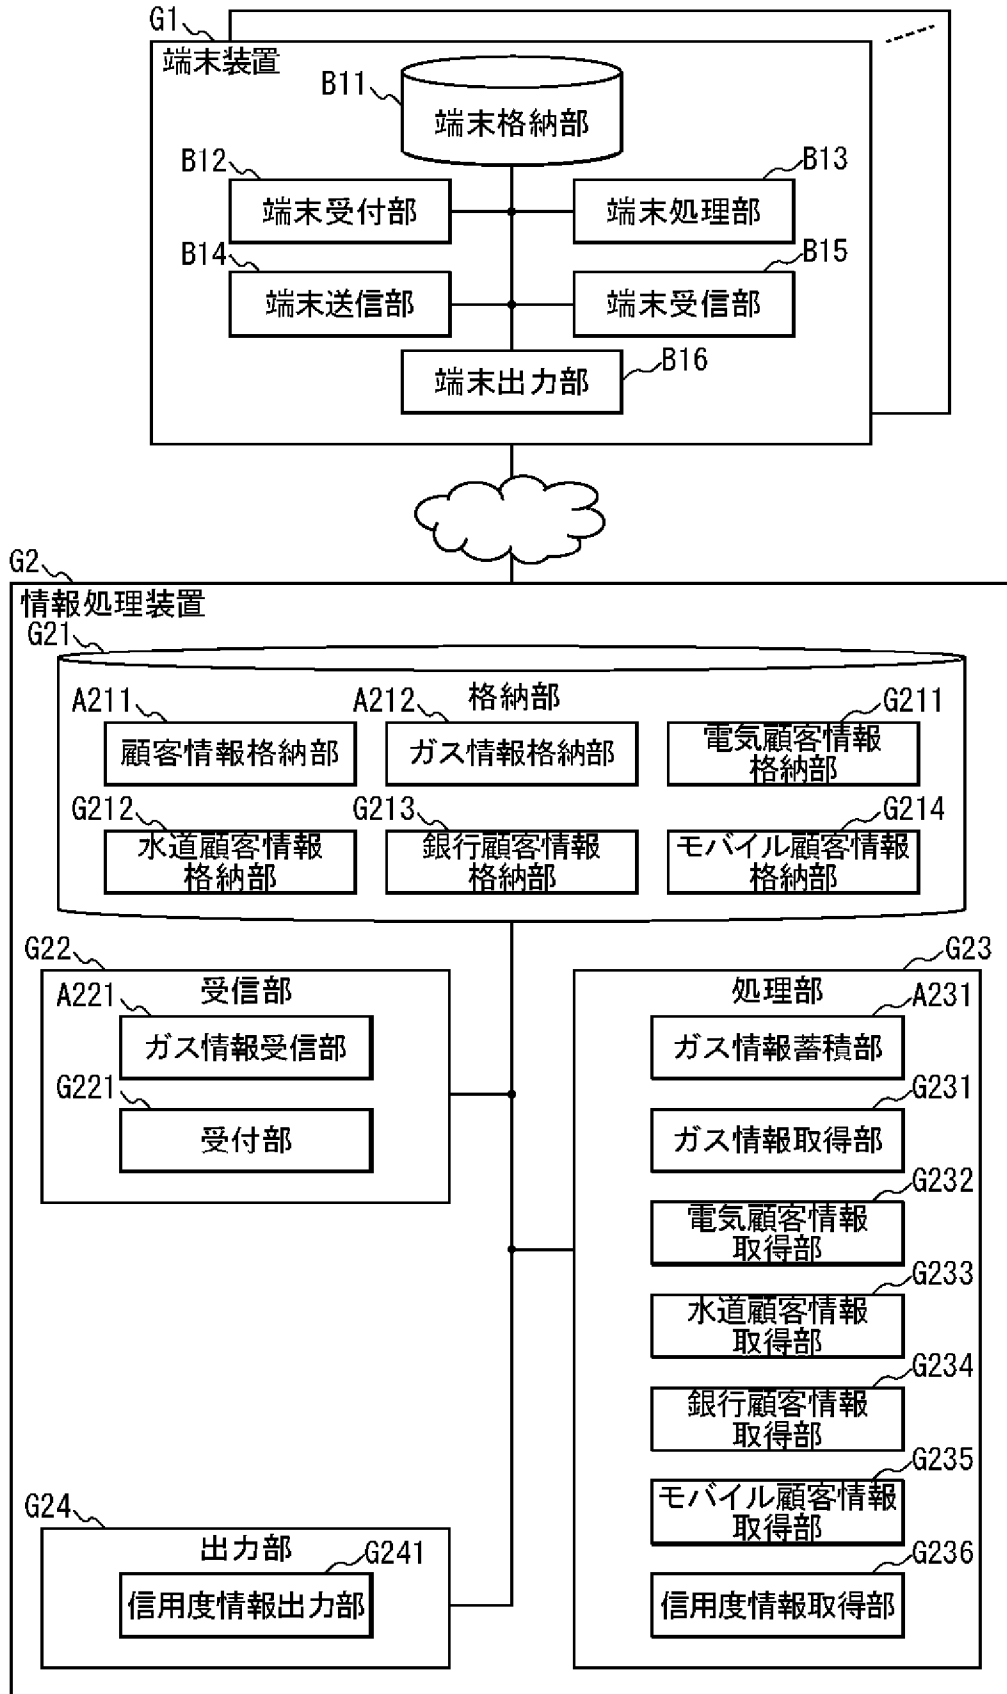 G1
端末装置
B11
端末格納部
B12
端末受付部
B13
端末処理部
B14
端末送信部
B15
端末受信部
端末出力部
B16
G2
情報処理装置
G21
格納部
A211
顧客情報格納部
A212
ガス情報格納部
G211
電気顧客情報
格納部
G212
水道顧客情報
格納部
G213
銀行顧客情報
格納部
G214
モバイル顧客情報
格納部
G22
受信部
A221
ガス情報受信部
G221
受付部
G23
処理部
A231
ガス情報蓄積部
G231
ガス情報取得部
G232
電気顧客情報
取得部
G233
水道顧客情報
取得部
G234
銀行顧客情報
取得部
G235
モバイル顧客情報
取得部
G236
信用度情報取得部
G24
出力部
G241
信用度情報出力部